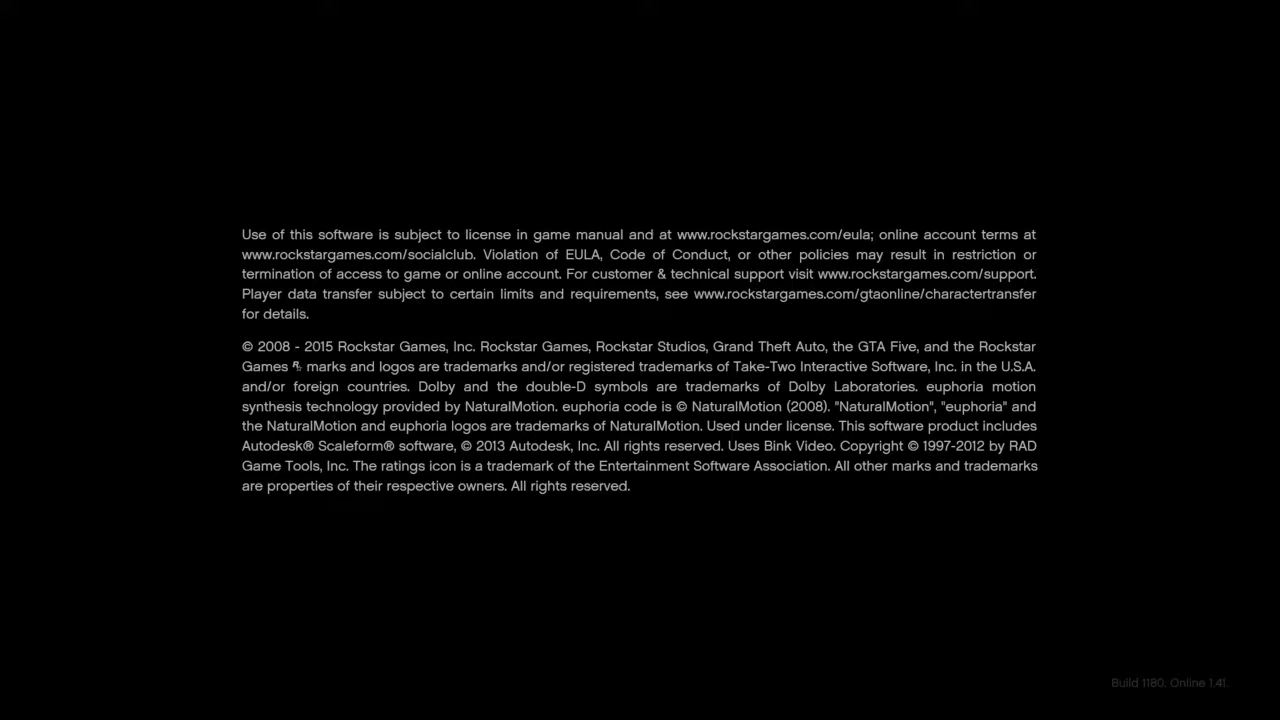 Use of this software is subject to license in game manual and at www.rockstargames.com/eula; online account terms at
www.rockstargames.com/socialclub. Violation of EULA, Code of Conduct, or other policies may result in restriction or
termination of access to game or online account. For customer & technical support visit www.rockstargames.com/support.
Player data transfer subject to certain limits and requirements, see www.rockstargames.com/gtaonline/charactertransfer
for details.
© 2008 - 2015 Rockstar Games, Inc. Rockstar Games, Rockstar Studios, Grand Theft Auto, the GTA Five, and the Rockstar
Games R* marks and logos are trademarks and/or registered trademarks of Take-Two Interactive Software, Inc. in the U.S.A.
and/or foreign countries. Dolby and the double-D symbols are trademarks of Dolby Laboratories. euphoria motion
synthesis technology provided by NaturalMotion. euphoria code is © NaturalMotion (2008). "NaturalMotion", "euphoria" and
the NaturalMotion and euphoria logos are trademarks of NaturalMotion. Used under license. This software product includes
Autodesk® Scaleform® software, © 2013 Autodesk, Inc. All rights reserved. Uses Bink Video. Copyright © 1997-2012 by RAD
Game Tools, Inc. The ratings icon is a trademark of the Entertainment Software Association. All other marks and trademarks
are properties of their respective owners. All rights reserved.
Build 1180, Online 1.41.